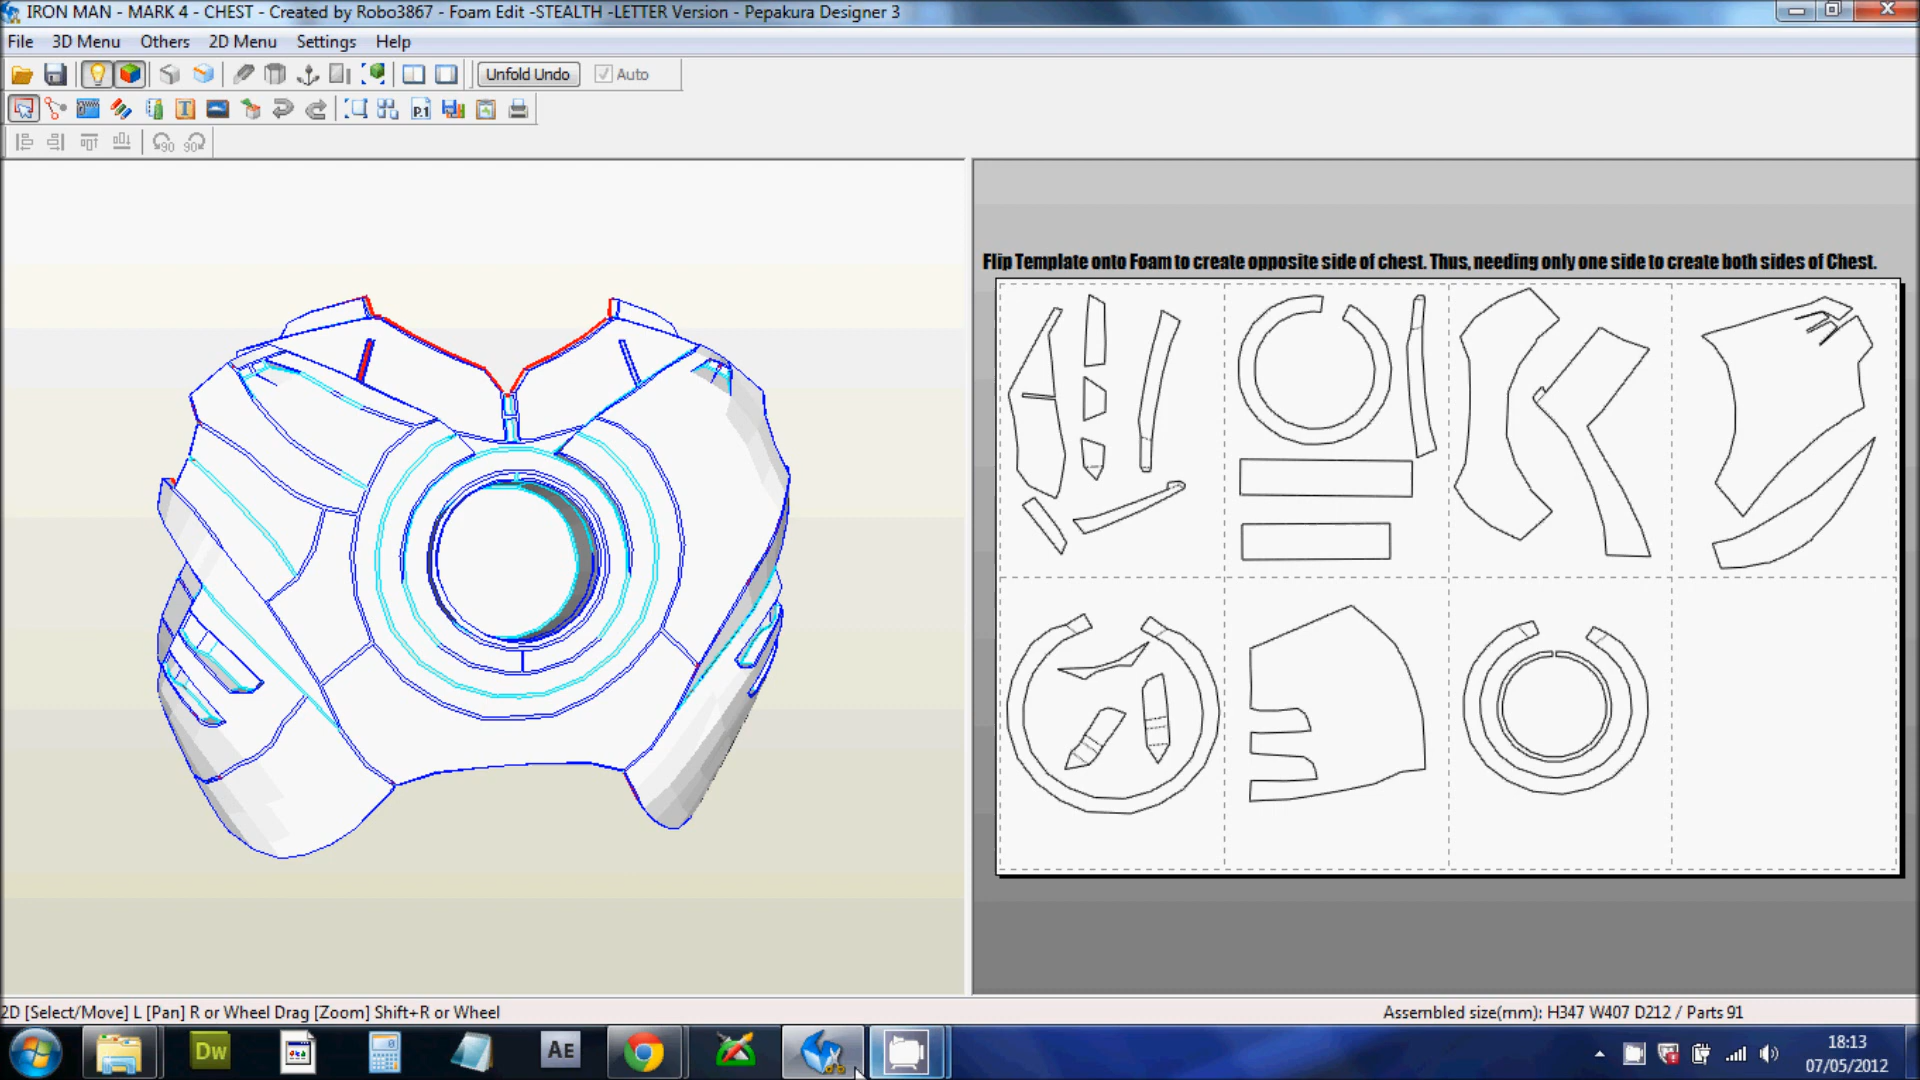 IRON MAN - MARK 4 - CHEST - Created by Robo3867 - Foam Edit -STEALTH -LETTER Version - Pepakura Designer 3
File 3D Menu Others 2D Menu Settings Help
Unfold Undo Auto
T P.1
90 90
Flip Template onto Foam to create opposite side of chest. Thus, needing only one side to create both sides of Chest.
2D [Select/Move] L [Pan] R or Wheel Drag [Zoom] Shift+R or Wheel
Assembled size(mm): H347 W407 D212 / Parts 91
Dw AE
18:13
07/05/2012